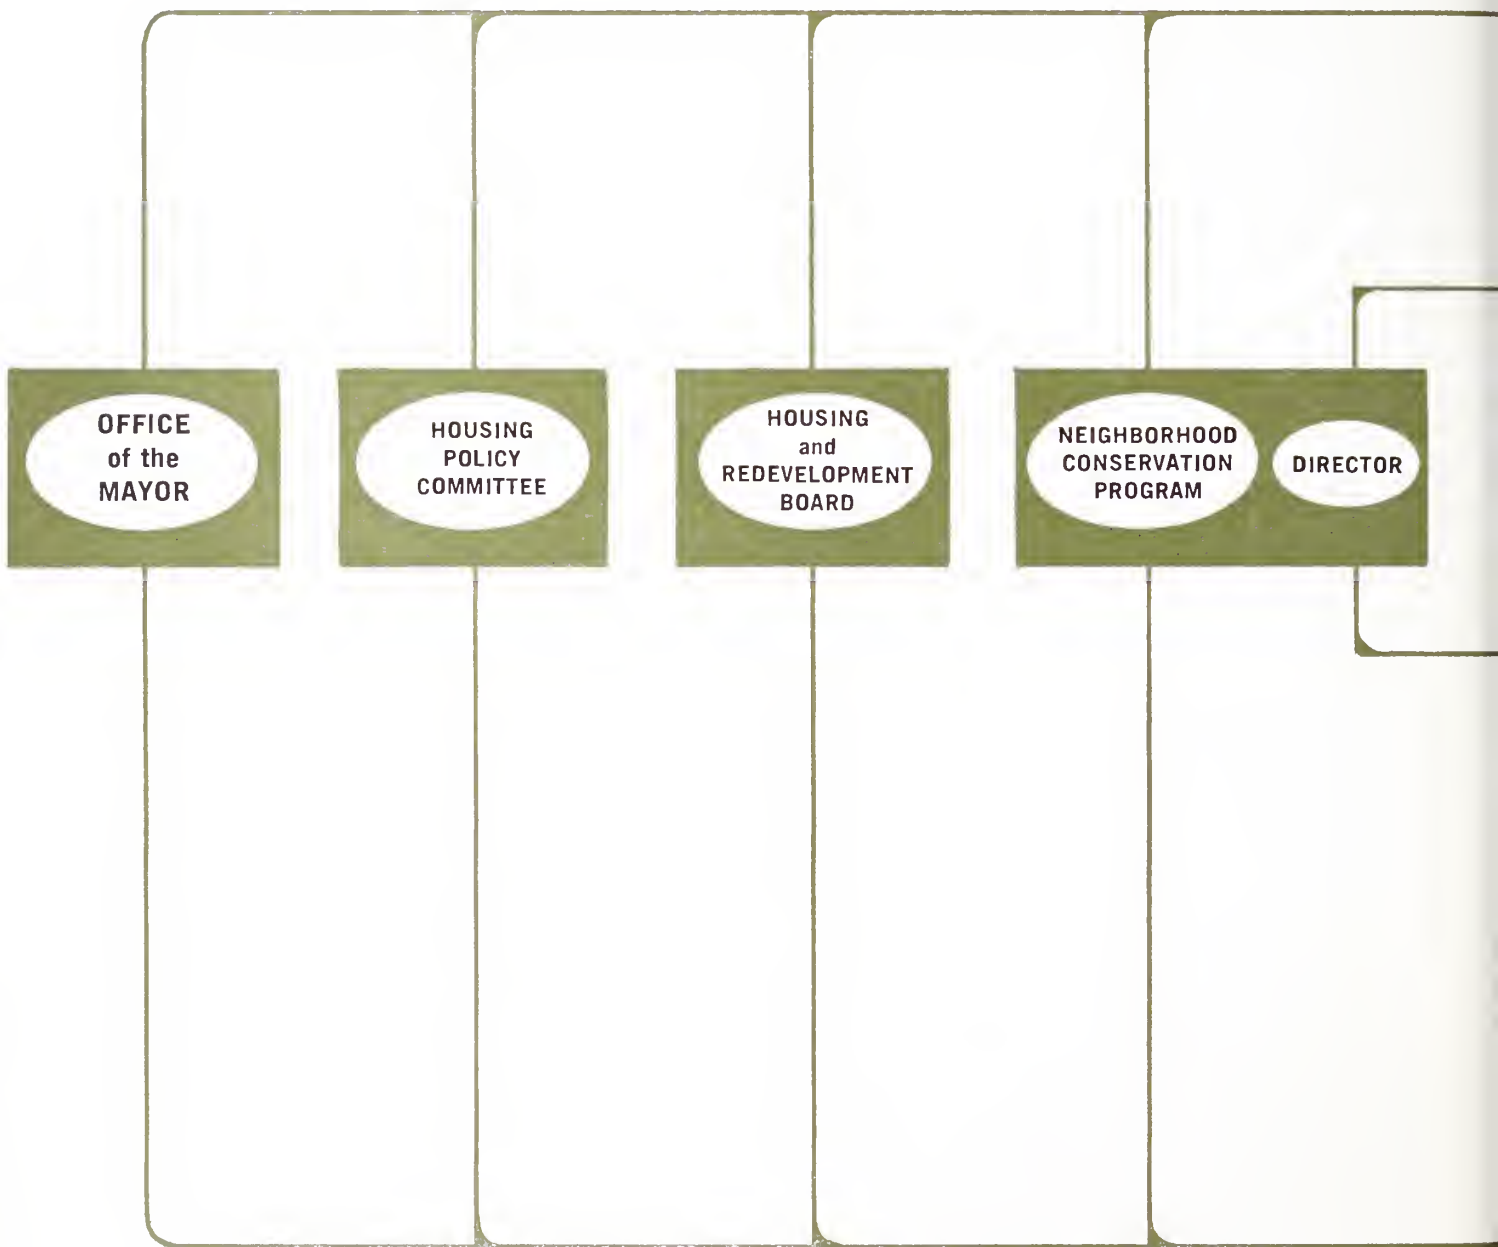 OFFICE
of the
MAYOR
HOUSING
POLICY
COMMITTEE
HOUSING
and
REDEVELOPMENT
BOARD
NEIGHBORHOOD
CONSERVATION
PROGRAM
DIRECTOR